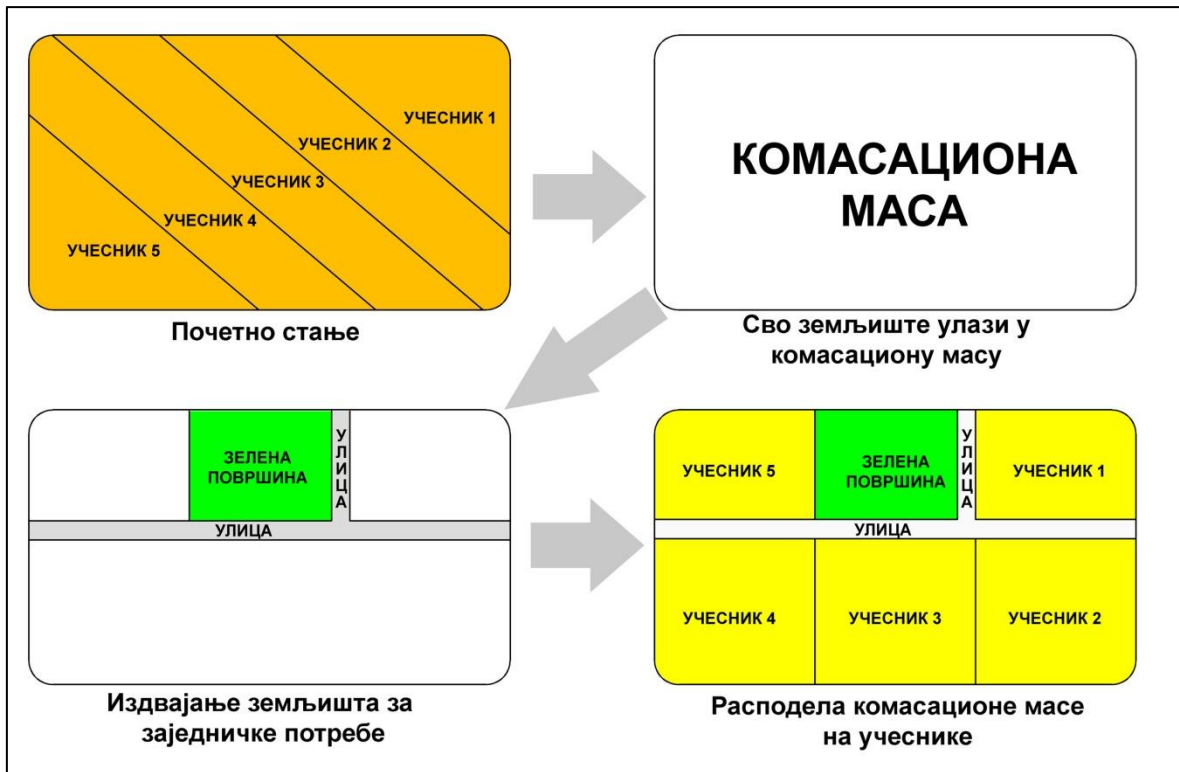 УЧЕСНИК 1
УЧЕСНИК 2
УЧЕСНИК 3
УЧЕСНИК 4
УЧЕСНИК 5
Почетно стање
КОМАСАЦИОНА
МАСА
Сво земљиште улази у
комасациону масу
ЗЕЛЕНА
ПОВРШИНА
УЛИЦА
УЛИЦА
Издвајање земљишта за
заједничке потребе
УЧЕСНИК 5
ЗЕЛЕНА
ПОВРШИНА
УЛИЦА
УЧЕСНИК 1
УЛИЦА
УЧЕСНИК 4
УЧЕСНИК 3
УЧЕСНИК 2
Расподела комасационе масе
на учеснике